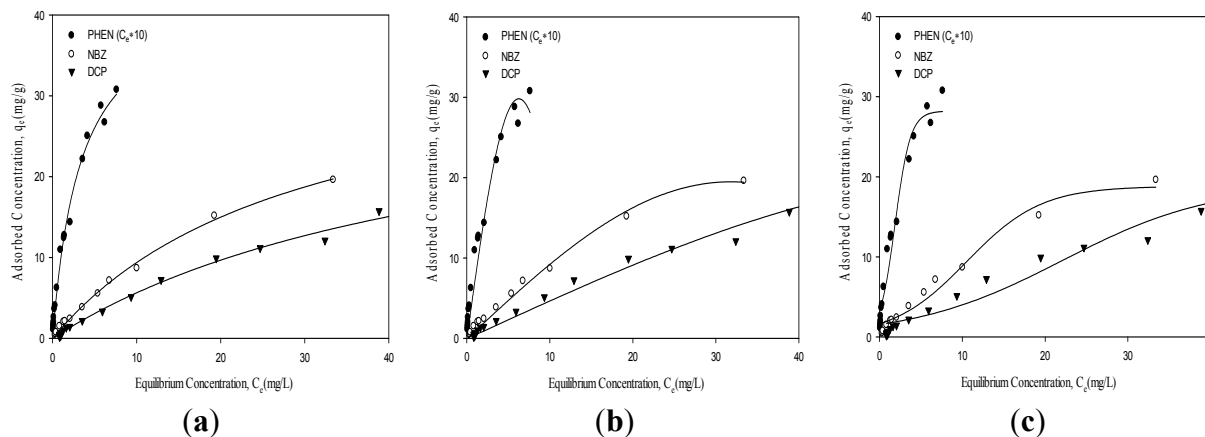 40
30
20
10
0
Adsorbed Concentration, qe(mg/g)
PHEN (Ce*10)
NBZ
DCP
0 10 20 30 40
Equilibrium Concentration, Ce(mg/L)
(a)
40
30
20
10
0
Adsorbed Concentration, qe(mg/g)
PHEN (Ce*10)
NBZ
DCP
0 10 20 30 40
Equilibrium Concentration, Ce(mg/L)
(b)
40
30
20
10
0
Adsorbed Concentration, qe(mg/g)
PHEN (Ce*10)
NBZ
DCP
0 10 20 30
Equilibrium Concentration, Ce(mg/L)
(c)